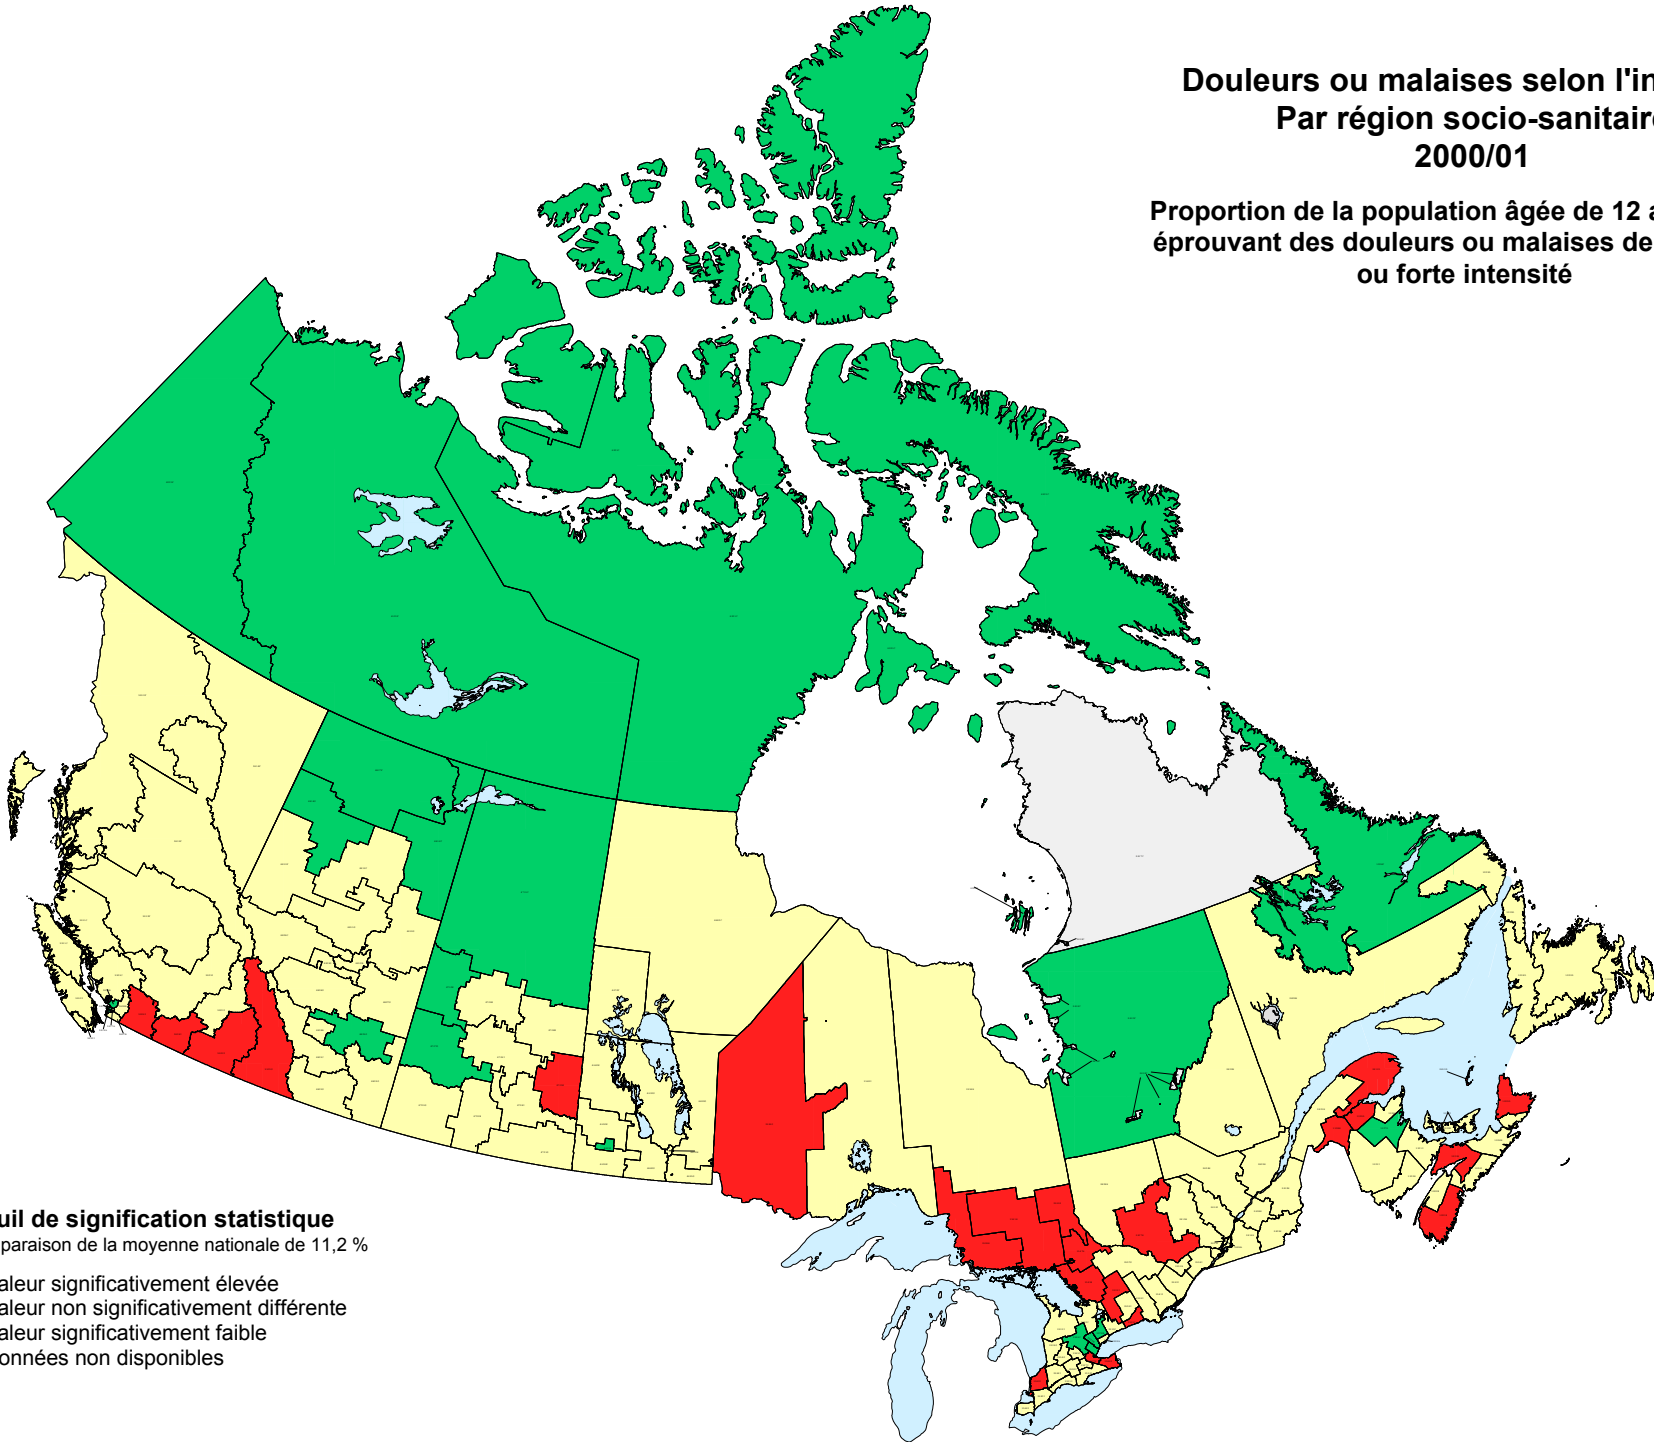 Douleurs ou malaises selon l'in
Par région socio-sanitaire
2000/01
Proportion de la population âgée de 12 a
éprouvant des douleurs ou malaises de
ou forte intensité
uil de signification statistique
paraison de la moyenne nationale de 11,2 %
aleur significativement élevée
aleur non significativement différente
aleur significativement faible
onnées non disponibles